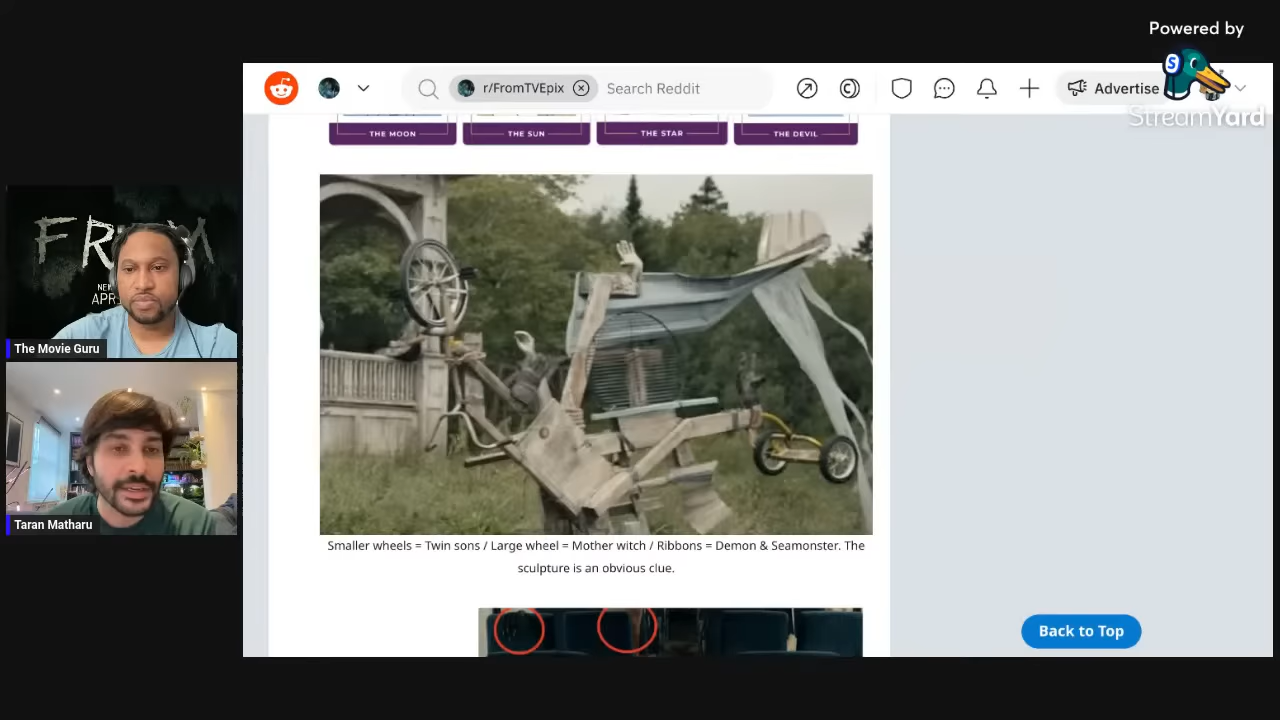 Powered by
StreamYard
r/FromTVEpix
Search Reddit
Advertise
THE MOON
THE SUN
THE STAR
THE DEVIL
FROM
The Movie Guru
Taran Matharu
Smaller wheels = Twin sons / Large wheel = Mother witch / Ribbons = Demon & Seamonster. The
sculpture is an obvious clue.
Back to Top